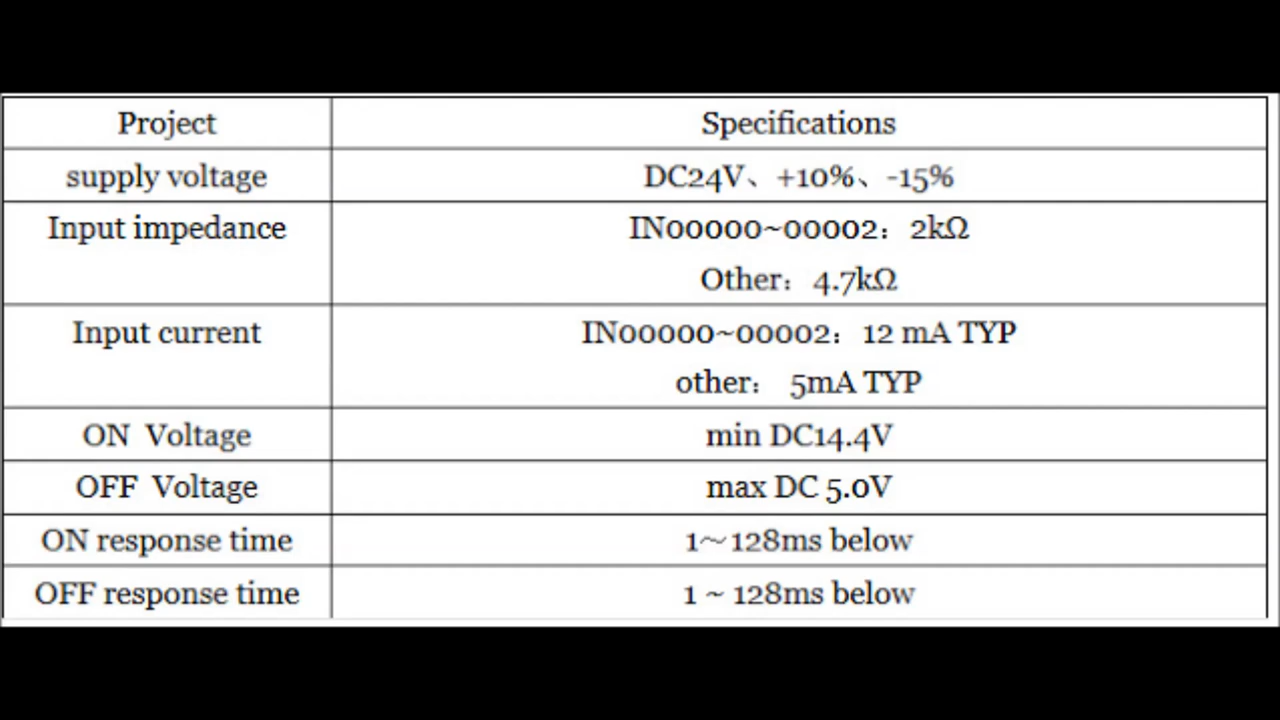 Project Specifications
supply voltage DC24V、+10%、-15%
Input impedance IN00000~00002：2kΩ
Other：4.7kΩ
Input current IN00000~00002：12 mA TYP
other： 5mA TYP
ON Voltage min DC14.4V
OFF Voltage max DC 5.0V
ON response time 1～128ms below
OFF response time 1 ~ 128ms below